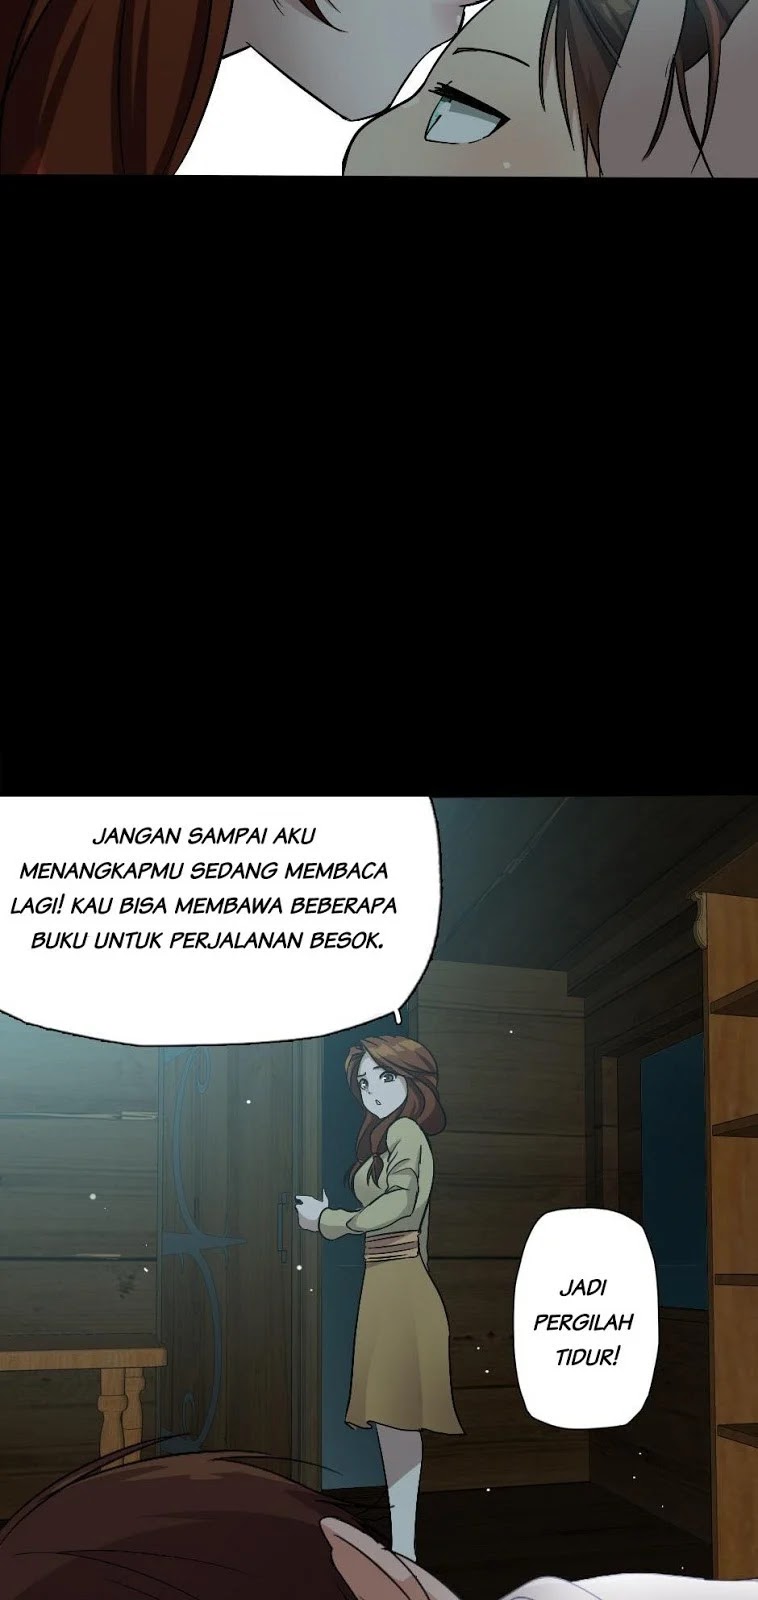 JANGAN SAMPAI AKU
MENANGKAPMU SEDANG MEMBACA
LAGI! KAU BISA MEMBAWA BEBERAPA
BUKU UNTUK PERJALANAN BESOK.
JADI
PERGILAH
TIDUR!